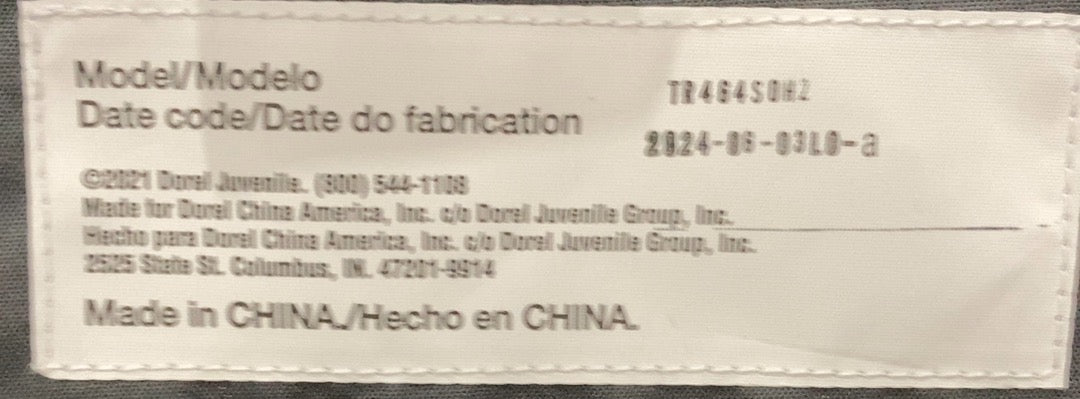 Model/Modelo TR464S0HZ
Date code/Date do fabrication 2024-06-03L0-a
©2021 Dorel Juvenile. (800) 544-1108
Made for Dorel China America, Inc. c/o Dorel Juvenile Group, Inc.
Hecho para Dorel China America, Inc. c/o Dorel Juvenile Group, Inc.
2525 State St. Columbus, IN. 47201-9914
Made in CHINA./Hecho en CHINA.